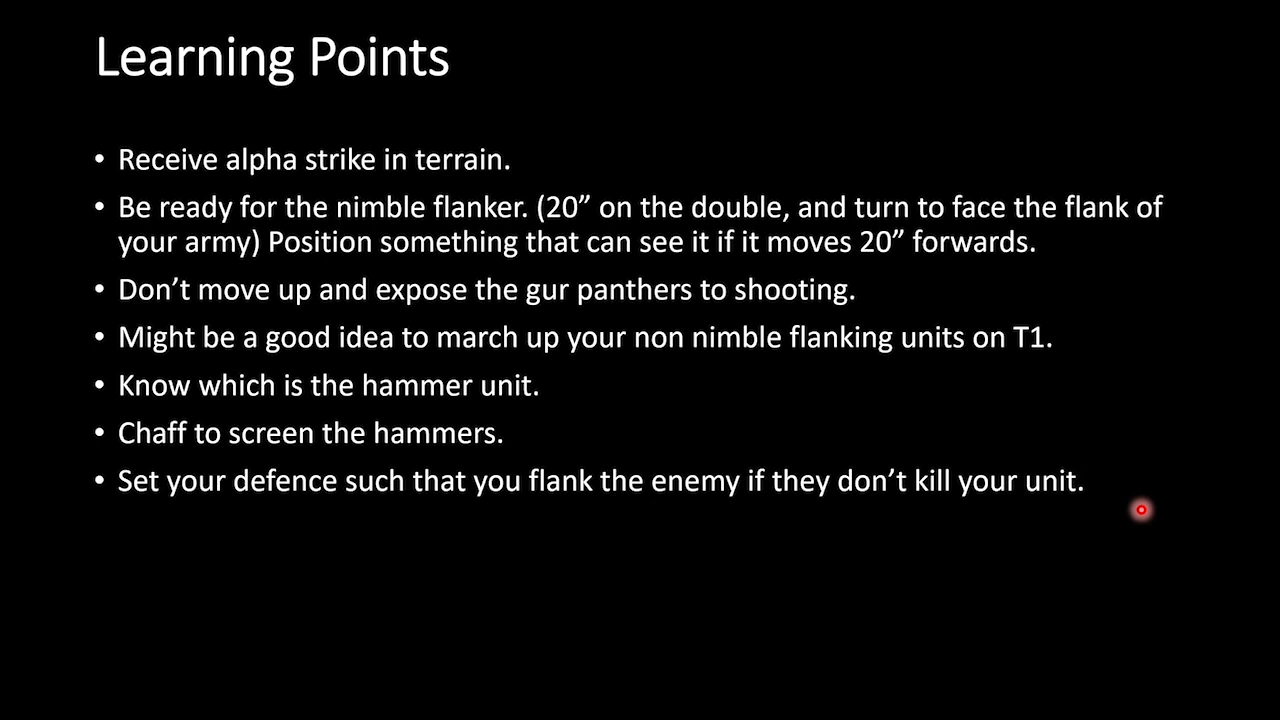 Learning Points
• Receive alpha strike in terrain.
• Be ready for the nimble flanker. (20” on the double, and turn to face the flank of
your army) Position something that can see it if it moves 20” forwards.
• Don’t move up and expose the gur panthers to shooting.
• Might be a good idea to march up your non nimble flanking units on T1.
• Know which is the hammer unit.
• Chaff to screen the hammers.
• Set your defence such that you flank the enemy if they don’t kill your unit.